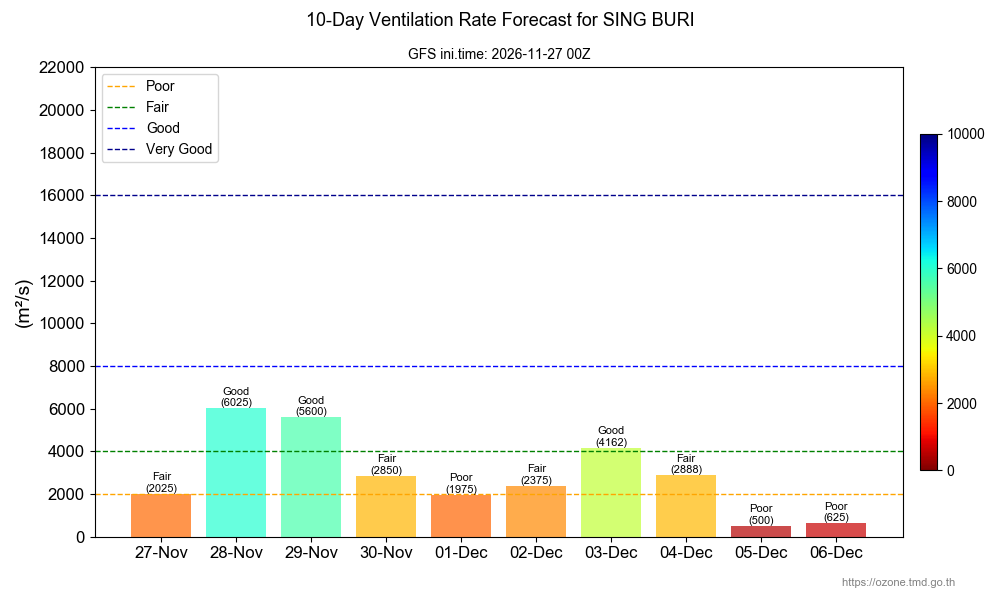 10-Day Ventilation Rate Forecast for SING BURI
GFS ini.time: 2026-11-27 00Z
(m²/s)
22000
20000
18000
16000
14000
12000
10000
8000
6000
4000
2000
0
Poor
Fair
Good
Very Good
Fair
(2025)
Good
(6025)
Good
(5600)
Fair
(2850)
Poor
(1975)
Fair
(2375)
Good
(4162)
Fair
(2888)
Poor
(500)
Poor
(625)
27-Nov 28-Nov 29-Nov 30-Nov 01-Dec 02-Dec 03-Dec 04-Dec 05-Dec 06-Dec
10000
8000
6000
4000
2000
0
https://ozone.tmd.go.th